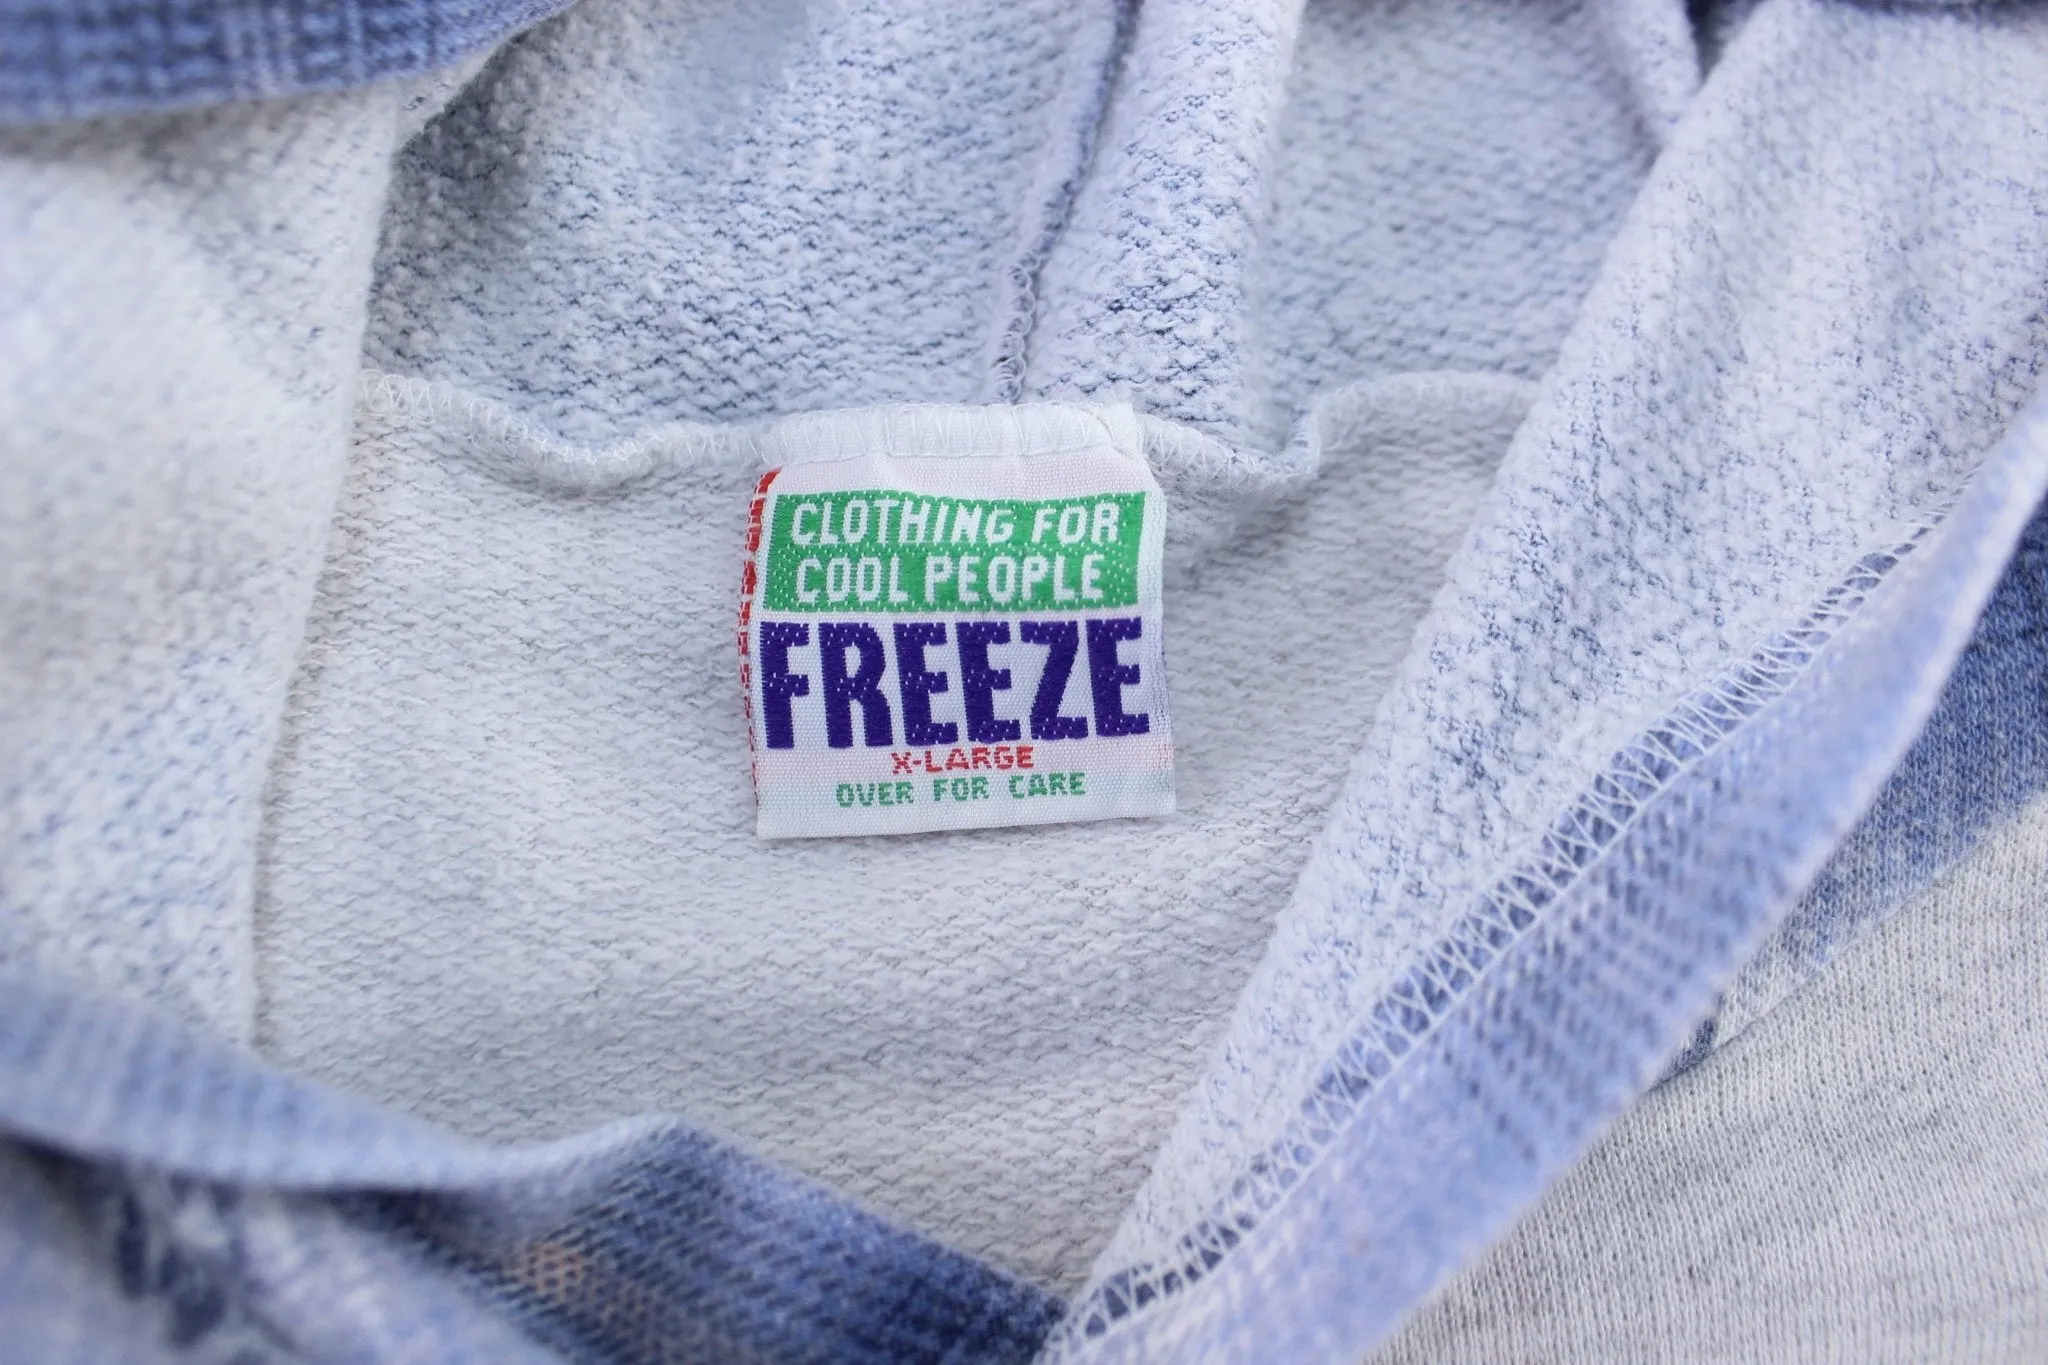 CLOTHING FOR
COOL PEOPLE
FREEZE
X-LARGE
OVER FOR CARE